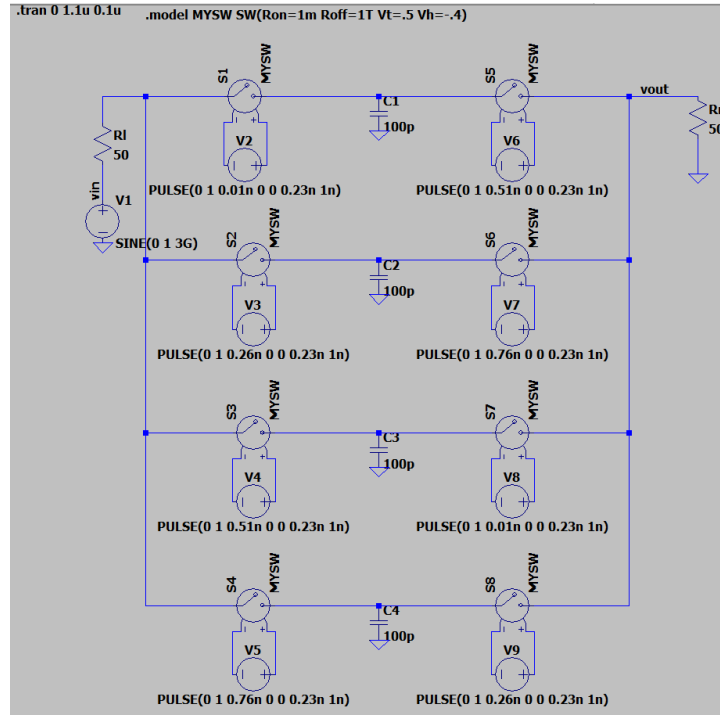 .tran 0 1.1u 0.1u .model MYSW SW(Ron=1m Roff=1T Vt=.5 Vh=-.4)
S1 MYSW S5 MYSW
C1 100p
vout
Rl 50
V2 V6
vin V1
PULSE(0 1 0.01n 0 0 0.23n 1n) PULSE(0 1 0.51n 0 0 0.23n 1n)
SINE(0 1 3G)
S2 MYSW S6 MYSW
C2 100p
V3 V7
PULSE(0 1 0.26n 0 0 0.23n 1n) PULSE(0 1 0.76n 0 0 0.23n 1n)
S3 MYSW S7 MYSW
C3 100p
V4 V8
PULSE(0 1 0.51n 0 0 0.23n 1n) PULSE(0 1 0.01n 0 0 0.23n 1n)
S4 MYSW S8 MYSW
C4 100p
V5 V9
PULSE(0 1 0.76n 0 0 0.23n 1n) PULSE(0 1 0.26n 0 0 0.23n 1n)